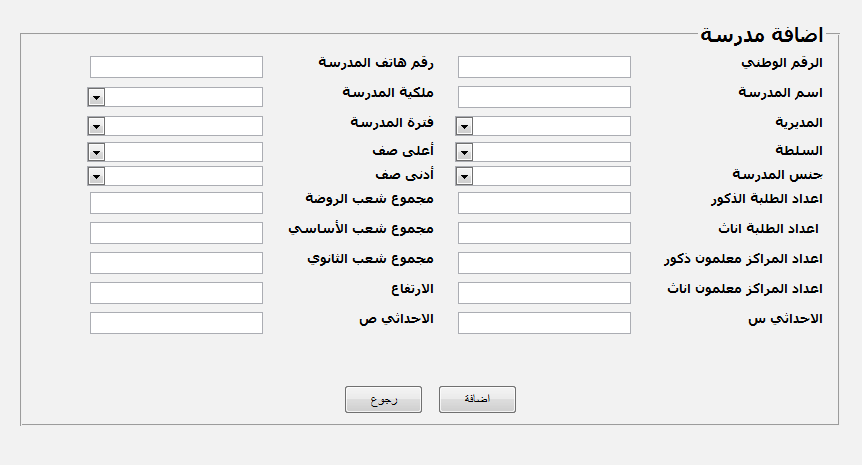 اضافة مدرسة
الرقم الوطني
رقم هاتف المدرسة
اسم المدرسة
ملكية المدرسة
المديرية
فترة المدرسة
السلطة
أعلى صف
جنس المدرسة
أدنى صف
اعداد الطلبة الذكور
مجموع شعب الروضة
اعداد الطلبة اناث
مجموع شعب الأساسي
اعداد المراكز معلمون ذكور
مجموع شعب الثانوي
اعداد المراكز معلمون اناث
الارتفاع
الاحداثي س
الاحداثي ص
اضافة
رجوع